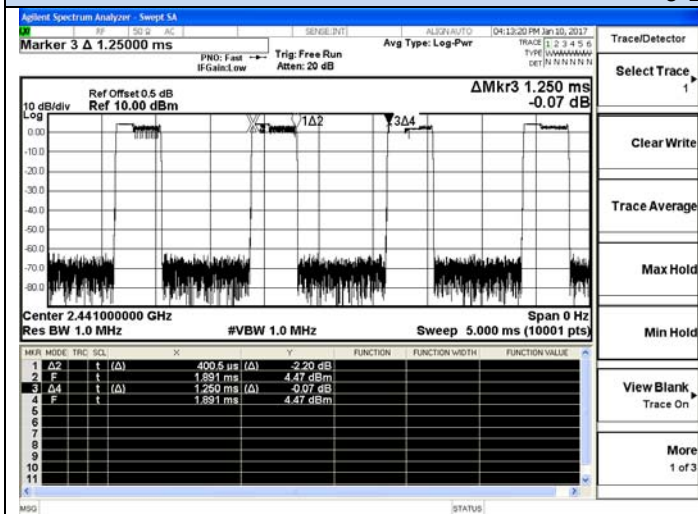 Agilent Spectrum Analyzer - Swept SA
RF 50 Ω AC SENSE:INT ALIGN AUTO 04:13:20 PM Jan 10, 2017
Marker 3 Δ 1.25000 ms
PNO: Fast
IFGain:Low
Trig: Free Run
Atten: 20 dB
Avg Type: Log-Pwr
TRACE 1 2 3 4 5 6
TYPE
DET N N N N N N
Ref Offset 0.5 dB
10 dB/div Ref 10.00 dBm
ΔMkr3 1.250 ms
-0.07 dB
Log
1Δ2
3Δ4
0.00
-10.0
-20.0
-30.0
-40.0
-50.0
-60.0
-70.0
-80.0
Center 2.441000000 GHz Span 0 Hz
Res BW 1.0 MHz #VBW 1.0 MHz Sweep 5.000 ms (10001 pts)
MKR MODE TRC SCL X Y FUNCTION FUNCTION WIDTH FUNCTION VALUE
1 Δ2 t (Δ) 400.5 µs (Δ) -2.20 dB
2 F t 1.891 ms 4.47 dBm
3 Δ4 t (Δ) 1.250 ms (Δ) -0.07 dB
4 F t 1.891 ms 4.47 dBm
5
6
7
8
9
10
11
MSG STATUS
Trace/Detector
Select Trace
1
Clear Write
Trace Average
Max Hold
Min Hold
View Blank
Trace On
More
1 of 3